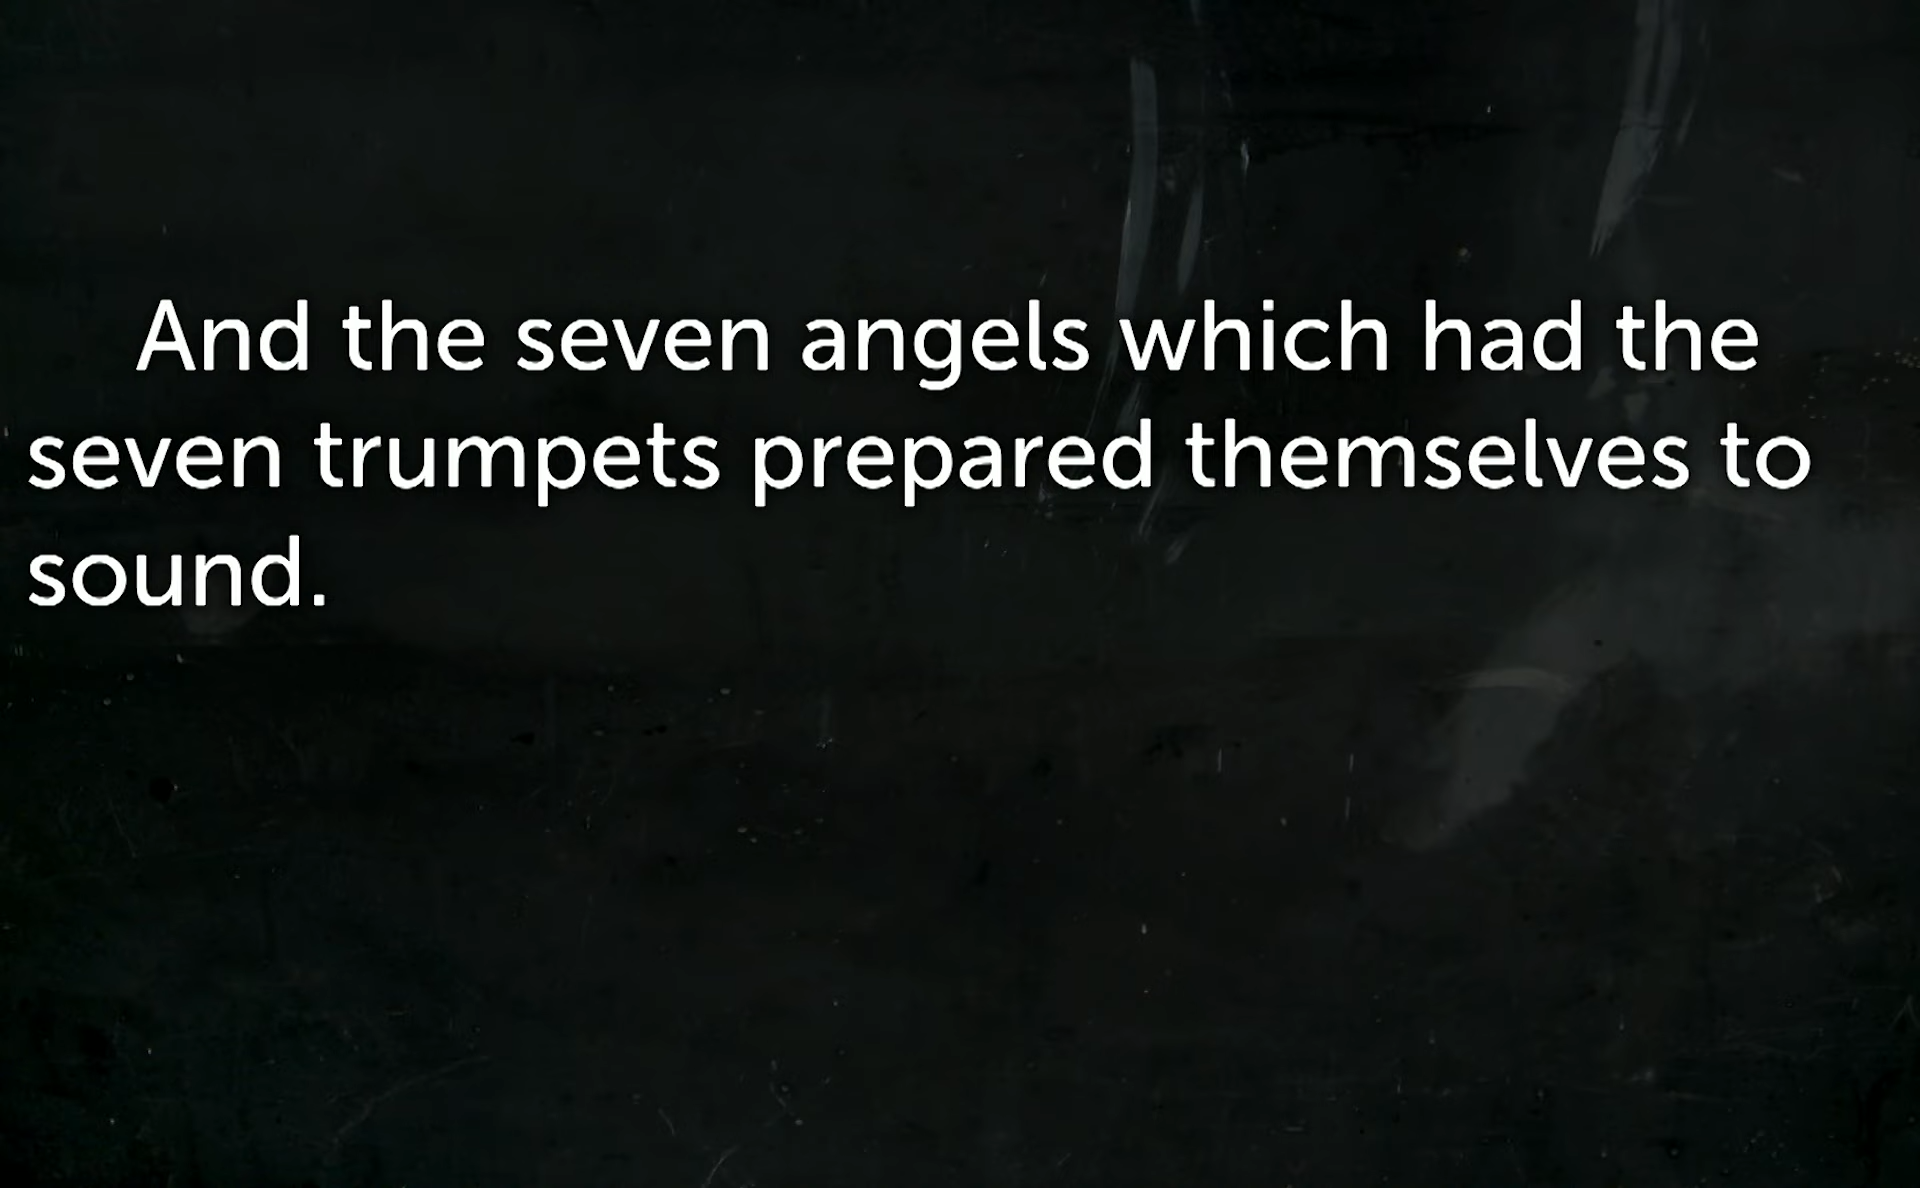 And the seven angels which had the
seven trumpets prepared themselves to
sound.